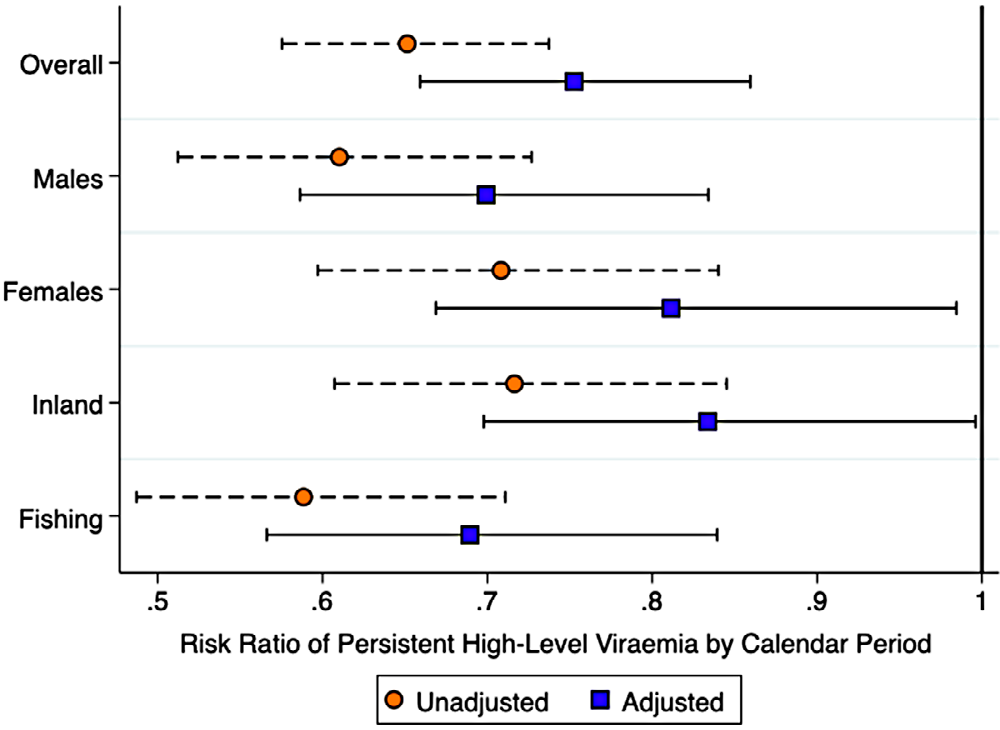 Overall
Males
Females
Inland
Fishing
.5 .6 .7 .8 .9 1
Risk Ratio of Persistent High-Level Viraemia by Calendar Period
Unadjusted Adjusted